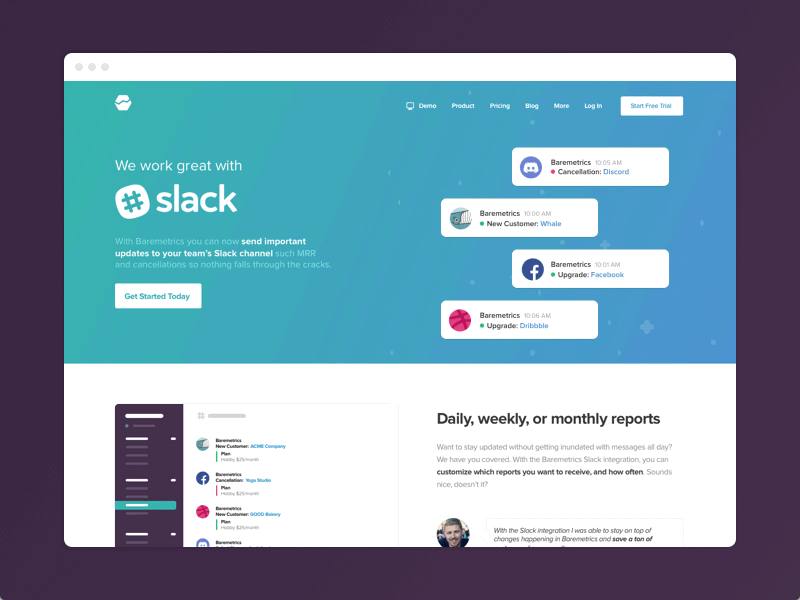 Demo Product Pricing Blog More Log In Start Free Trial
We work great with
slack
With Baremetrics you can now send important
updates to your team's Slack channel such MRR
and cancellations so nothing falls through the cracks.
Get Started Today
Baremetrics 10:05 AM
Cancellation: Discord
Baremetrics 10:00 AM
New Customer: Whale
Baremetrics 10:01 AM
Upgrade: Facebook
Baremetrics 10:06 AM
Upgrade: Dribbble
Baremetrics
New Customer: ACME Company
Plan
Hobby $25/month
Baremetrics
Cancellation: Yoga Studio
Plan
Hobby $25/month
Baremetrics
New Customer: GOOD Bakery
Plan
Hobby $25/month
Baremetrics
Daily, weekly, or monthly reports
Want to stay updated without getting inundated with messages all day?
We have you covered. With the Baremetrics Slack integration, you can
customize which reports you want to receive, and how often. Sounds
nice, doesn't it?
With the Slack integration I was able to stay on top of
changes happening in Baremetrics and save a ton of